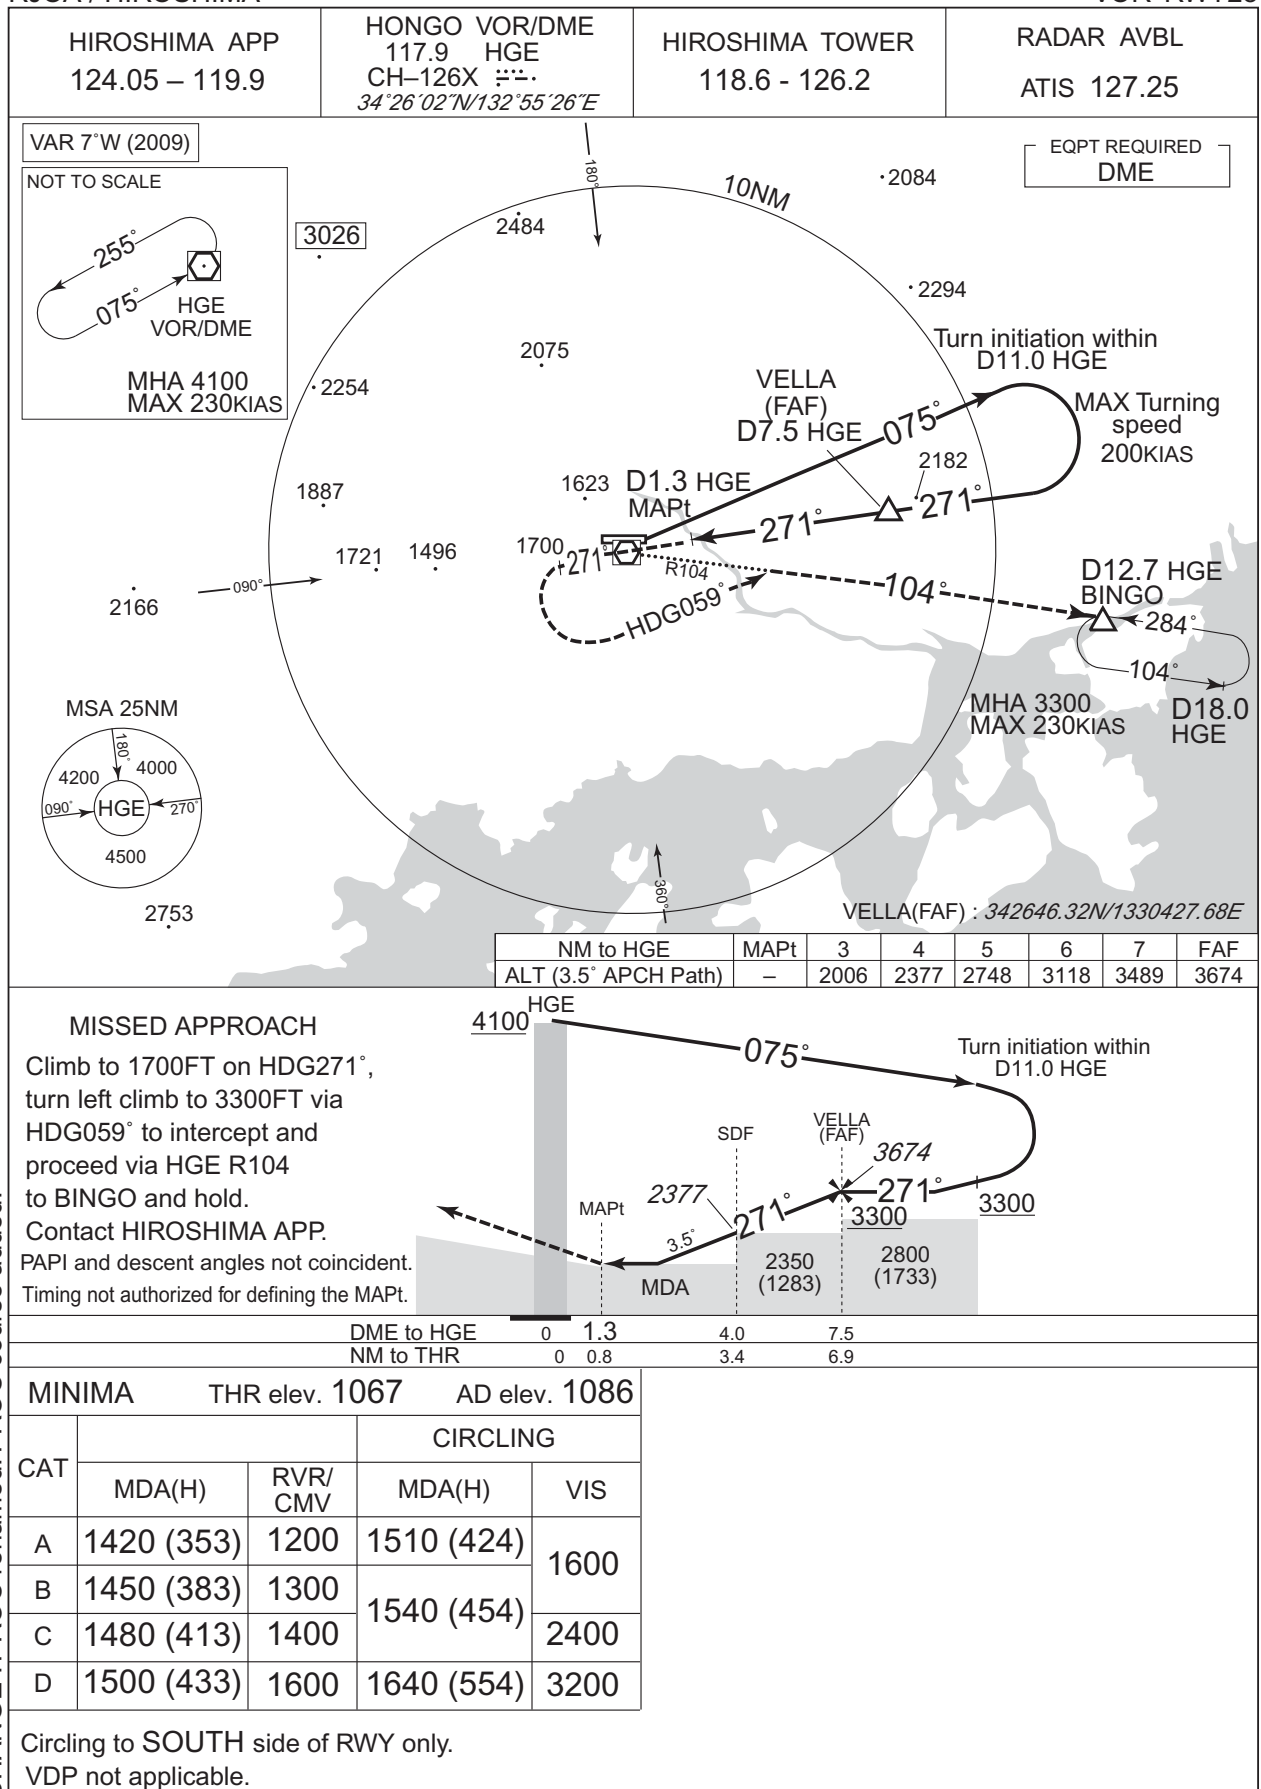 HIROSHIMA APP
124.05 – 119.9
HONGO VOR/DME
117.9 HGE
CH–126X
34°26´02˝N/132°55´26˝E
HIROSHIMA TOWER
118.6 - 126.2
RADAR AVBL
ATIS 127.25
VAR 7°W (2009)
EQPT REQUIRED
DME
NOT TO SCALE
255°
075°
HGE
VOR/DME
MHA 4100
MAX 230KIAS
180°
10NM
2084
2484
3026
2294
2075
2254
Turn initiation within
D11.0 HGE
VELLA
(FAF)
D7.5 HGE
075°
MAX Turning
speed
200KIAS
2182
1887
1623
D1.3 HGE
MAPt
271°
271°
1721
1496
1700
271°
R104
104°
HDG059°
D12.7 HGE
BINGO
284°
104°
D18.0
HGE
MHA 3300
MAX 230KIAS
090°
2166
MSA 25NM
180°
4200
4000
090°
HGE
270°
4500
2753
360°
VELLA(FAF) : 342646.32N/1330427.68E
NM to HGE MAPt 3 4 5 6 7 FAF
ALT (3.5° APCH Path) – 2006 2377 2748 3118 3489 3674
MISSED APPROACH
Climb to 1700FT on HDG271°,
turn left climb to 3300FT via
HDG059° to intercept and
proceed via HGE R104
to BINGO and hold.
Contact HIROSHIMA APP.
PAPI and descent angles not coincident.
Timing not authorized for defining the MAPt.
HGE
4100
075°
Turn initiation within
D11.0 HGE
SDF
VELLA
(FAF)
3674
2377
MAPt
271°
271°
3300
3300
3.5°
MDA
2350
(1283)
2800
(1733)
DME to HGE 0 1.3 4.0 7.5
NM to THR 0 0.8 3.4 6.9
MINIMA THR elev. 1067 AD elev. 1086
CAT
CIRCLING
MDA(H)
RVR/
CMV
MDA(H)
VIS
A 1420 (353) 1200 1510 (424) 1600
B 1450 (383) 1300 1540 (454)
C 1480 (413) 1400 2400
D 1500 (433) 1600 1640 (554) 3200
Circling to SOUTH side of RWY only.
VDP not applicable.